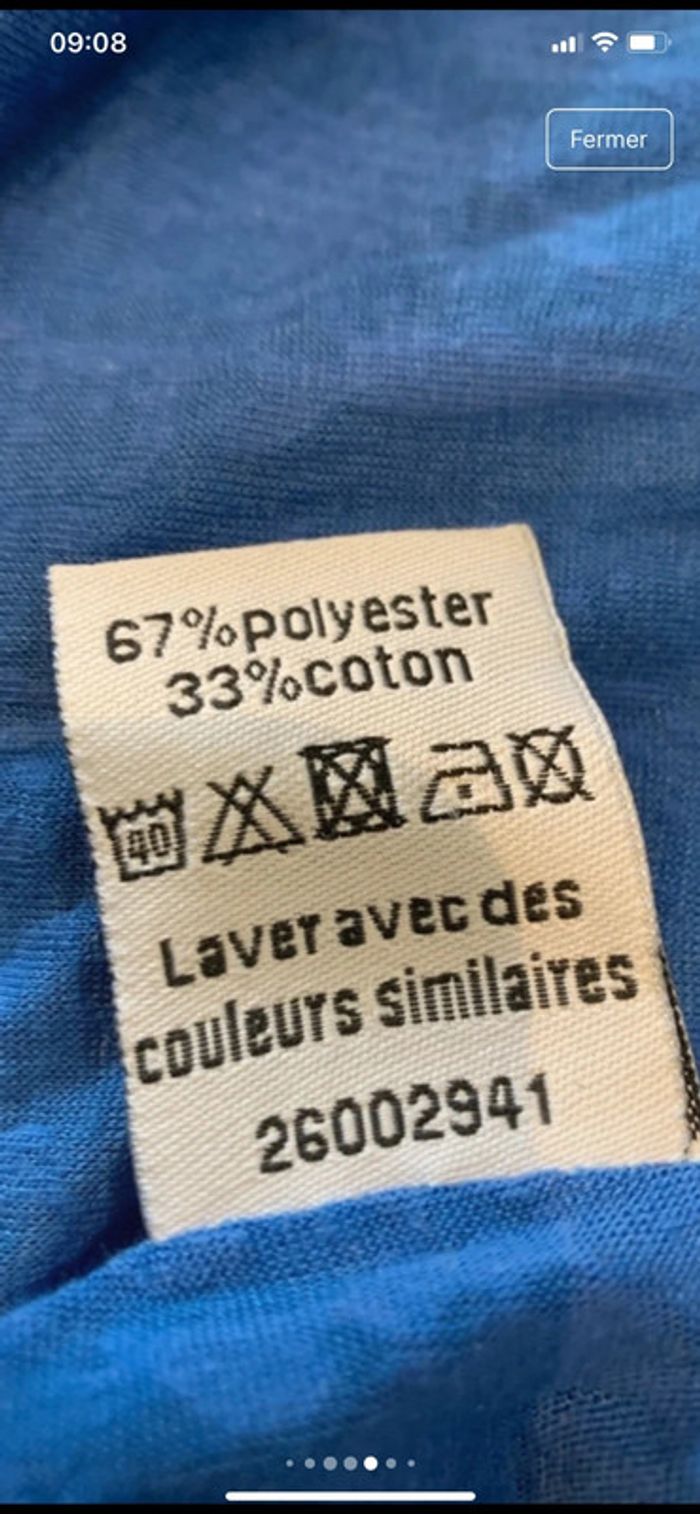 09:08
Fermer
67%polyester
33%coton
40
Laver avec des
couleurs similaires
26002941